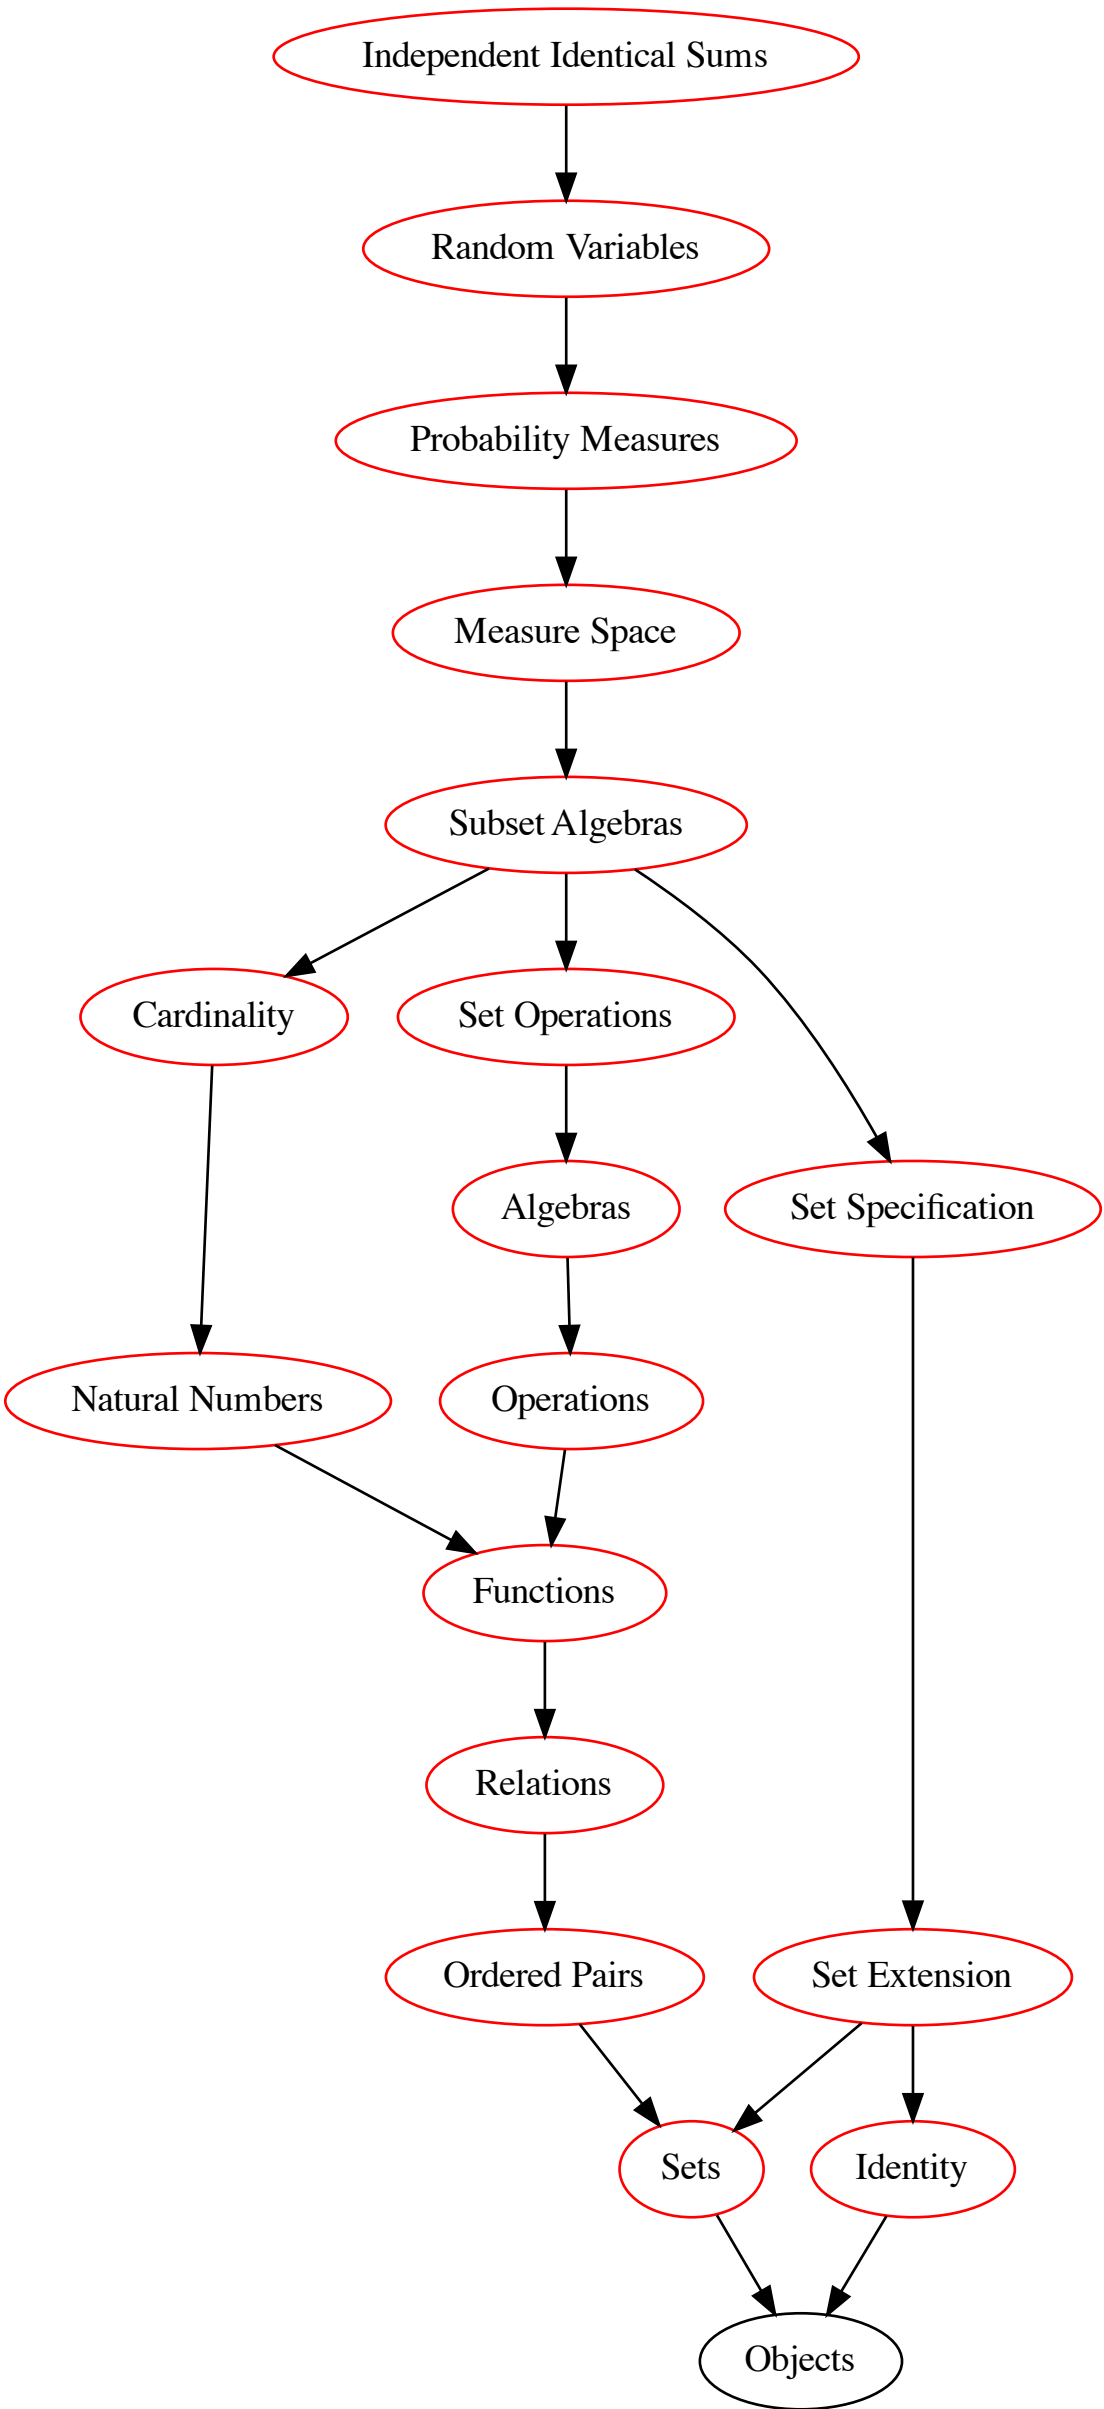 Independent Identical Sums
Random Variables
Probability Measures
Measure Space
Subset Algebras
Cardinality
Set Operations
Algebras
Set Specification
Natural Numbers
Operations
Functions
Relations
Ordered Pairs
Set Extension
Sets
Identity
Objects